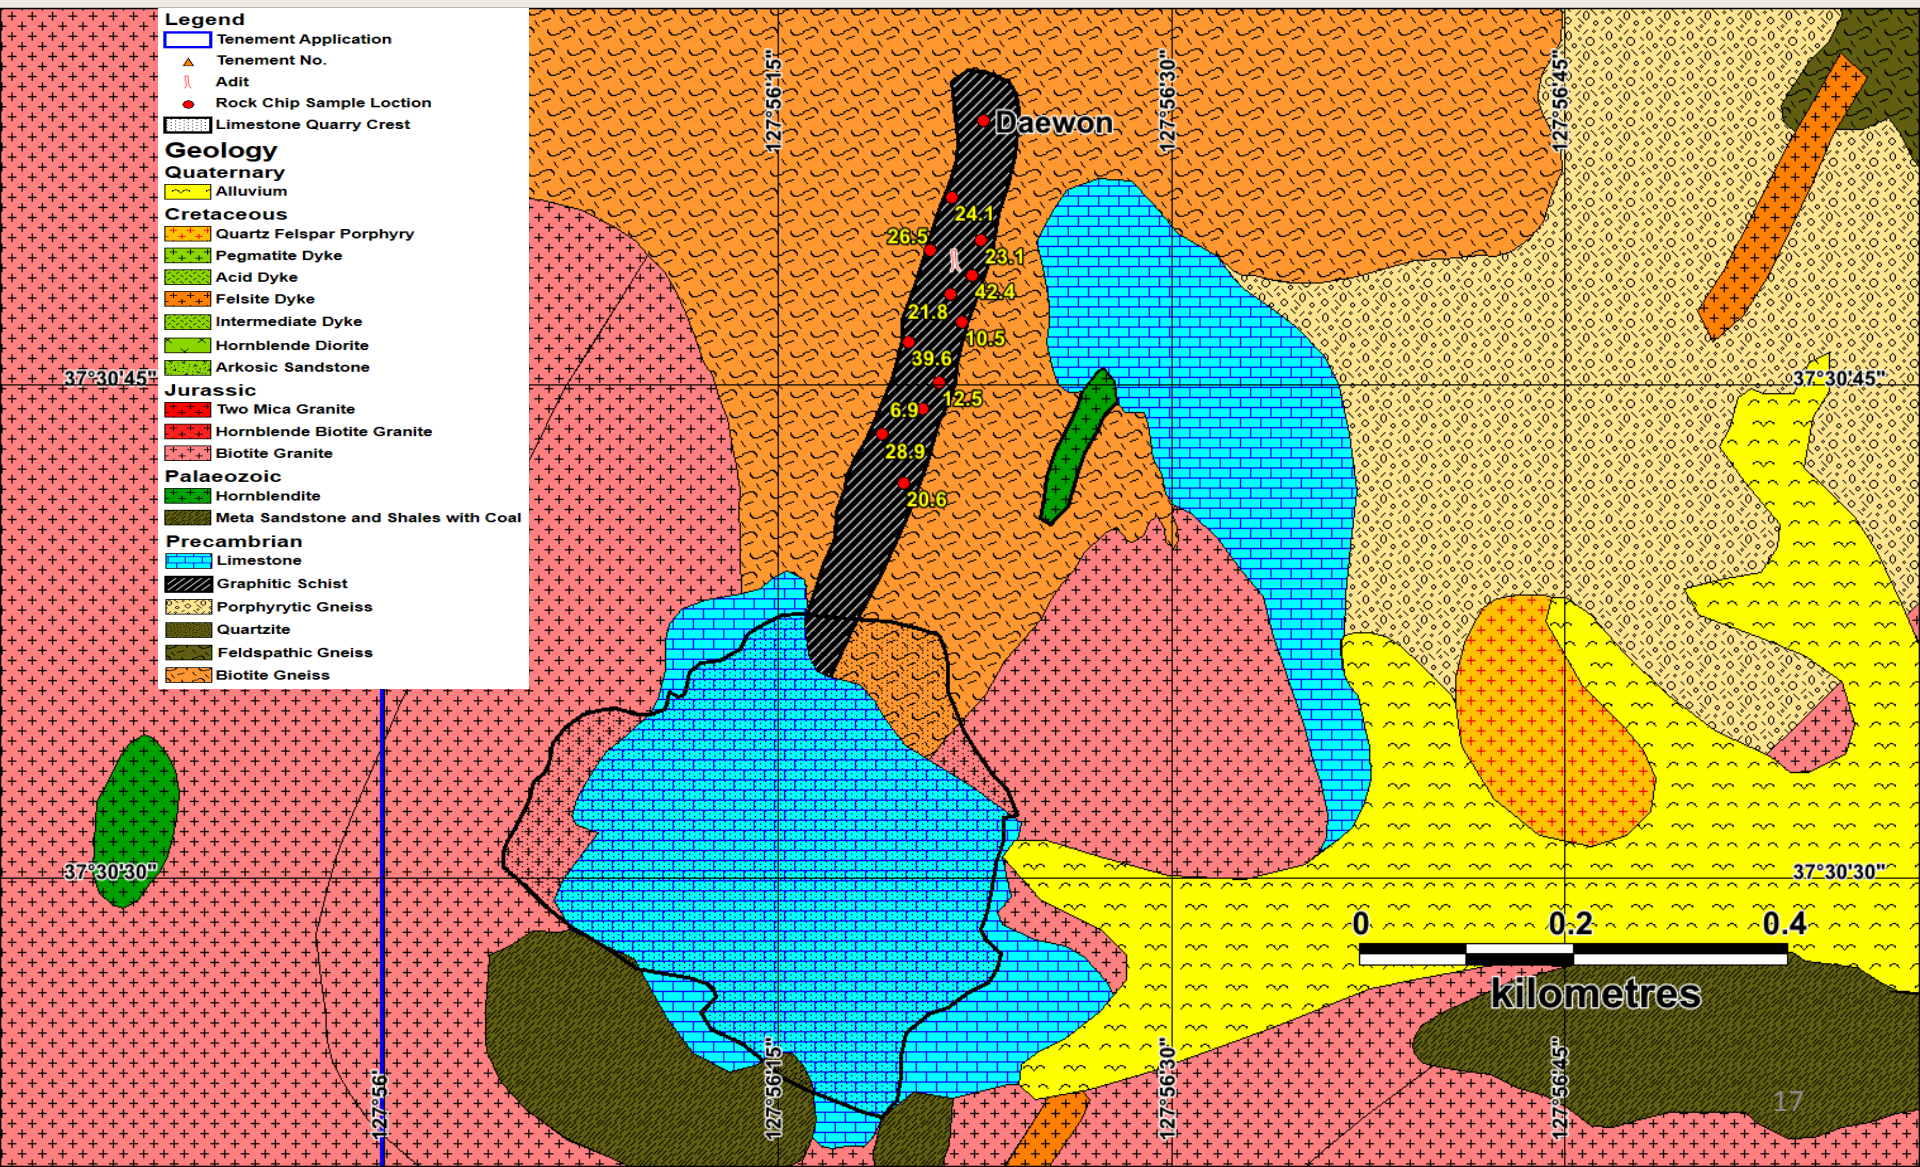 Legend
Tenement Application
Tenement No.
Adit
Rock Chip Sample Loction
Limestone Quarry Crest
Geology
Quaternary
Alluvium
Cretaceous
Quartz Felspar Porphyry
Pegmatite Dyke
Acid Dyke
Felsite Dyke
Intermediate Dyke
Hornblende Diorite
Arkosic Sandstone
Jurassic
Two Mica Granite
Hornblende Biotite Granite
Biotite Granite
Palaeozoic
Hornblendite
Meta Sandstone and Shales with Coal
Precambrian
Limestone
Graphitic Schist
Porphyrytic Gneiss
Quartzite
Feldspathic Gneiss
Biotite Gneiss
127°56'15"
127°56'30"
127°56'45"
Daewon
24.1
26.5
23.1
42.4
21.8
10.5
39.6
12.5
6.9
28.9
20.6
37°30'45"
37°30'45"
37°30'30"
37°30'30"
0 0.2 0.4
kilometres
127°56'
127°56'15"
127°56'30"
127°56'45"
17